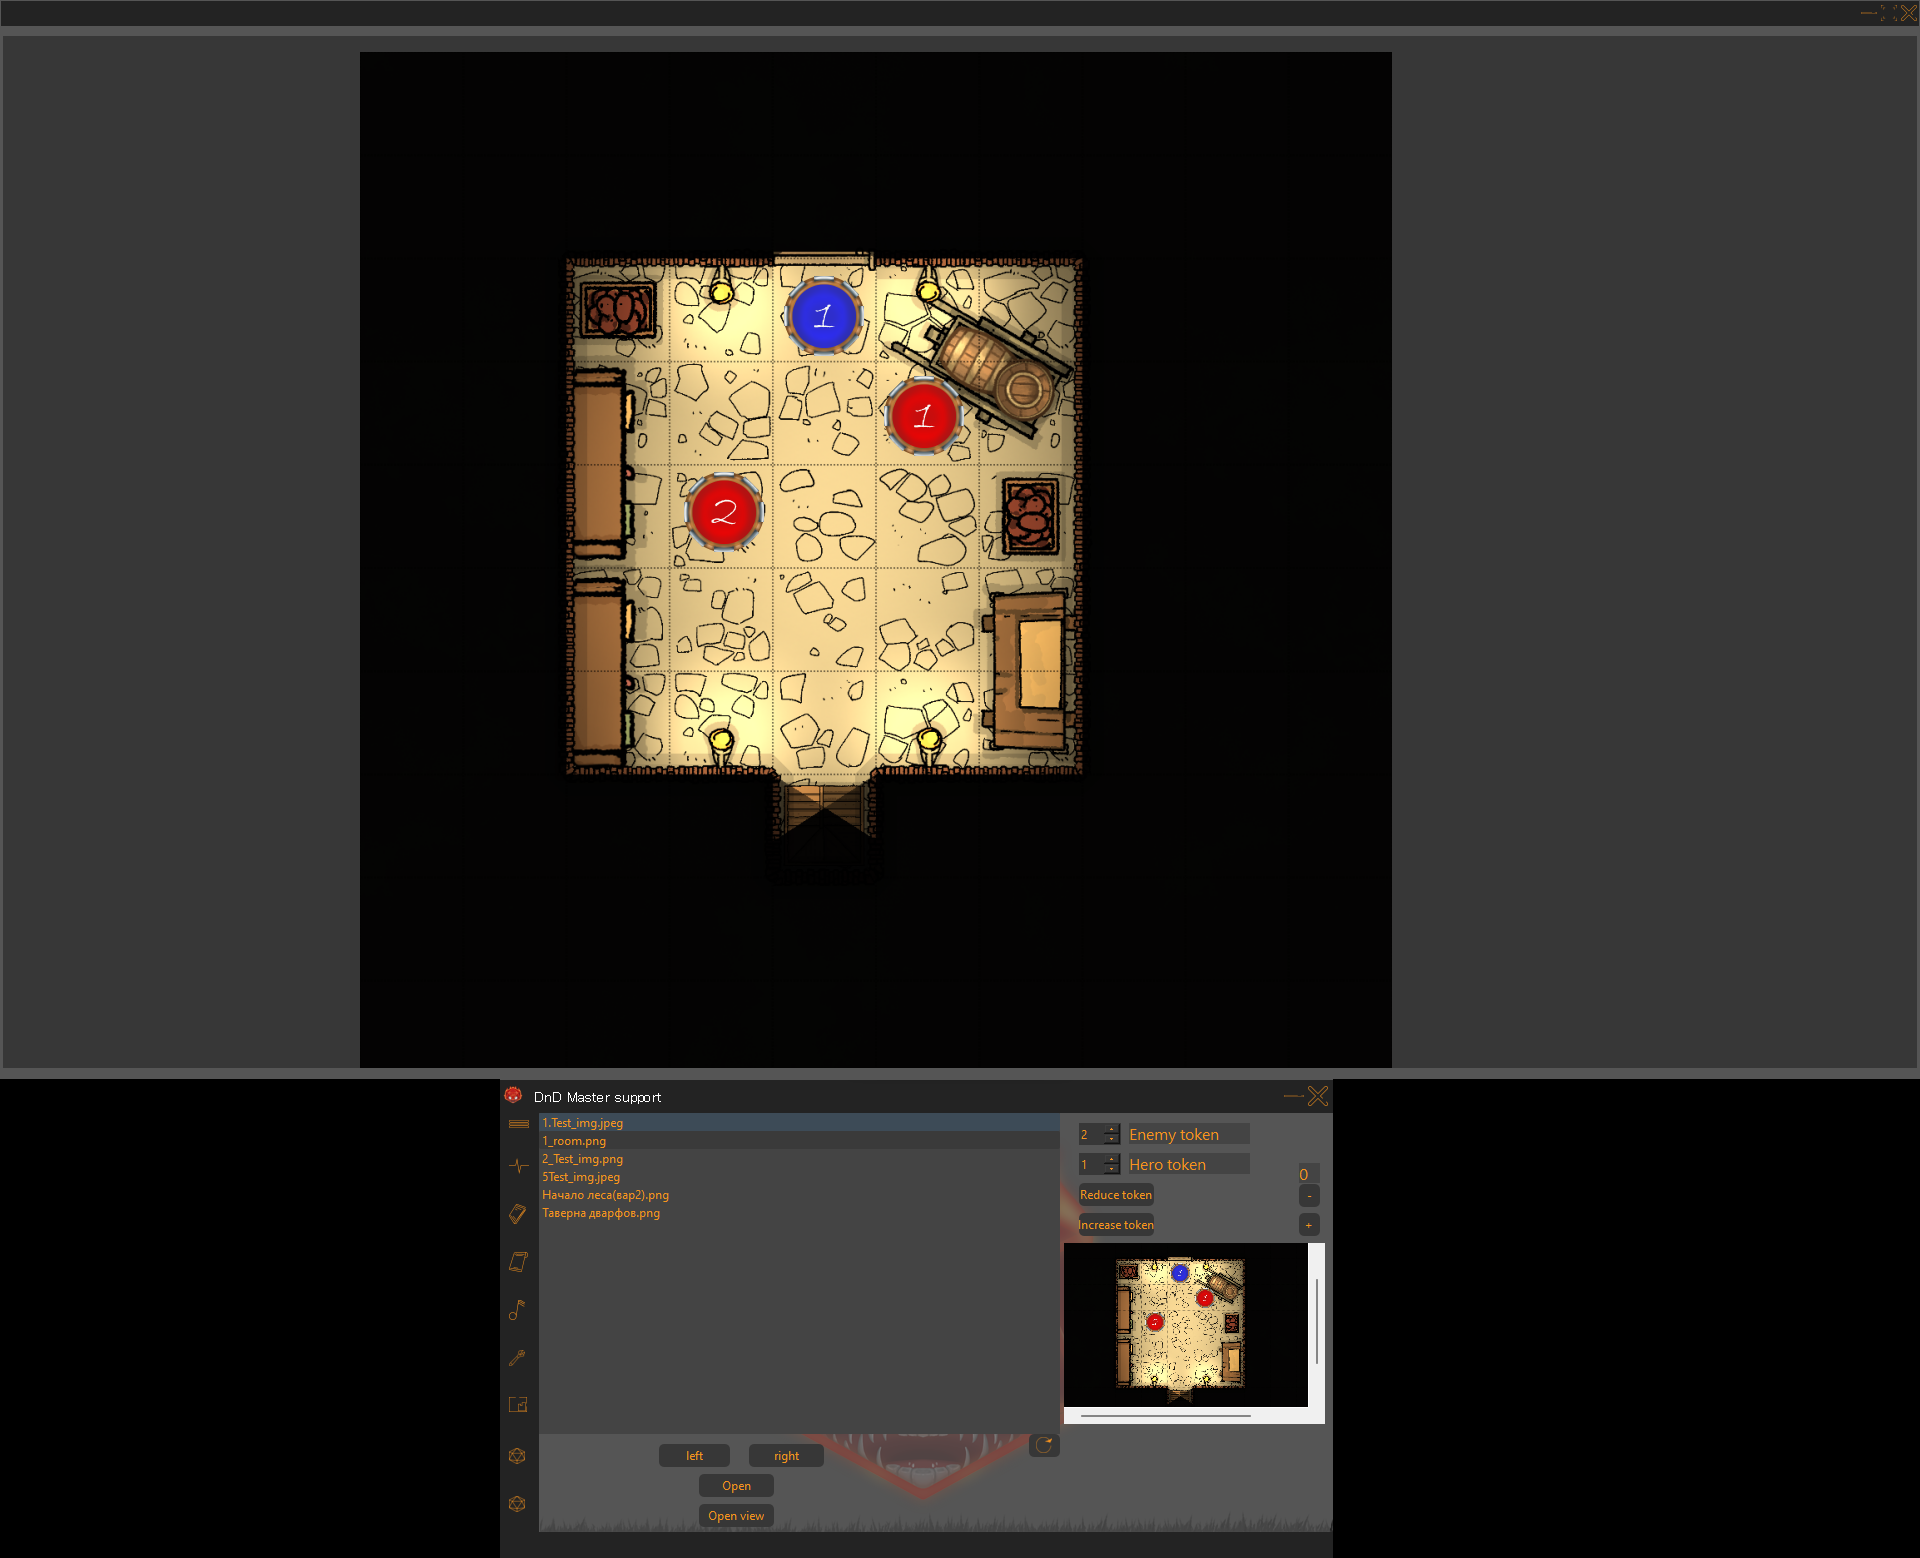 1
1
2
DnD Master support
1.Test_img.jpeg
1_room.png
2_Test_img.png
5Test_img.jpeg
Начало леса(вар2).png
Таверна дварфов.png
2 Enemy token
1 Hero token
0
Reduce token -
Increase token +
left right
Open
Open view